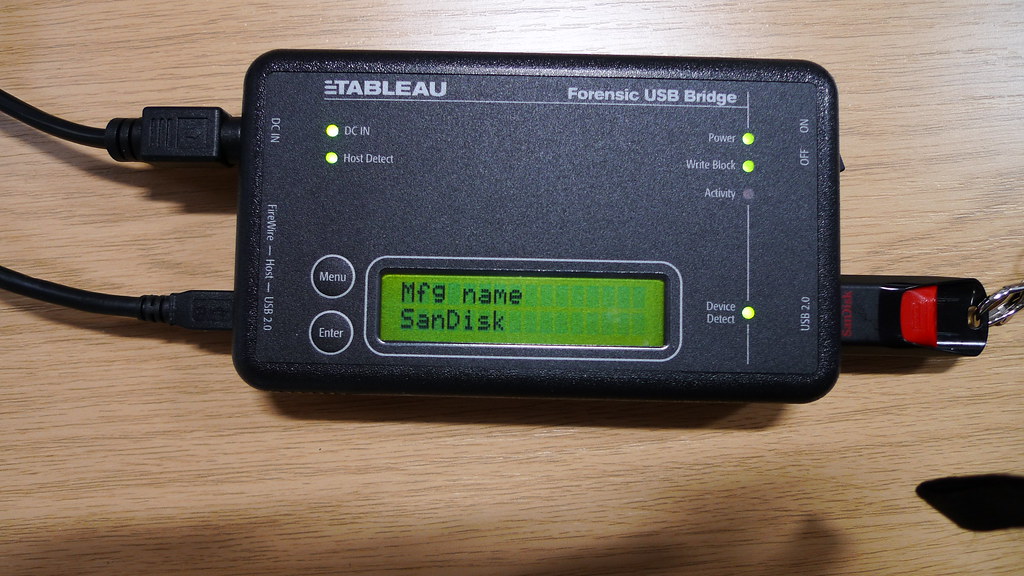 TABLEAU
Forensic USB Bridge
DC IN
DC IN
Host Detect
Power
Write Block
Activity
ON
OFF
FireWire — Host — USB 2.0
Menu
Enter
Mfg name
SanDisk
Device
Detect
USB 2.0
SanDisk